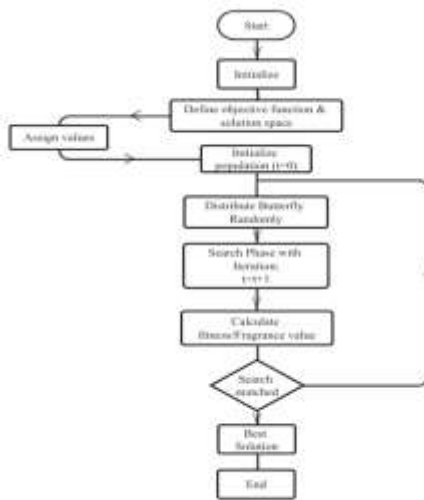 Start
Initialize
Define objective function &
solution space
Assign values
Initialize
population (t=0)
Distribute Butterfly
Randomly
Search Phase with
Iteration:
t=t+1
Calculate
fitness/Fragrance value
Search
matched
Best
Solution
End